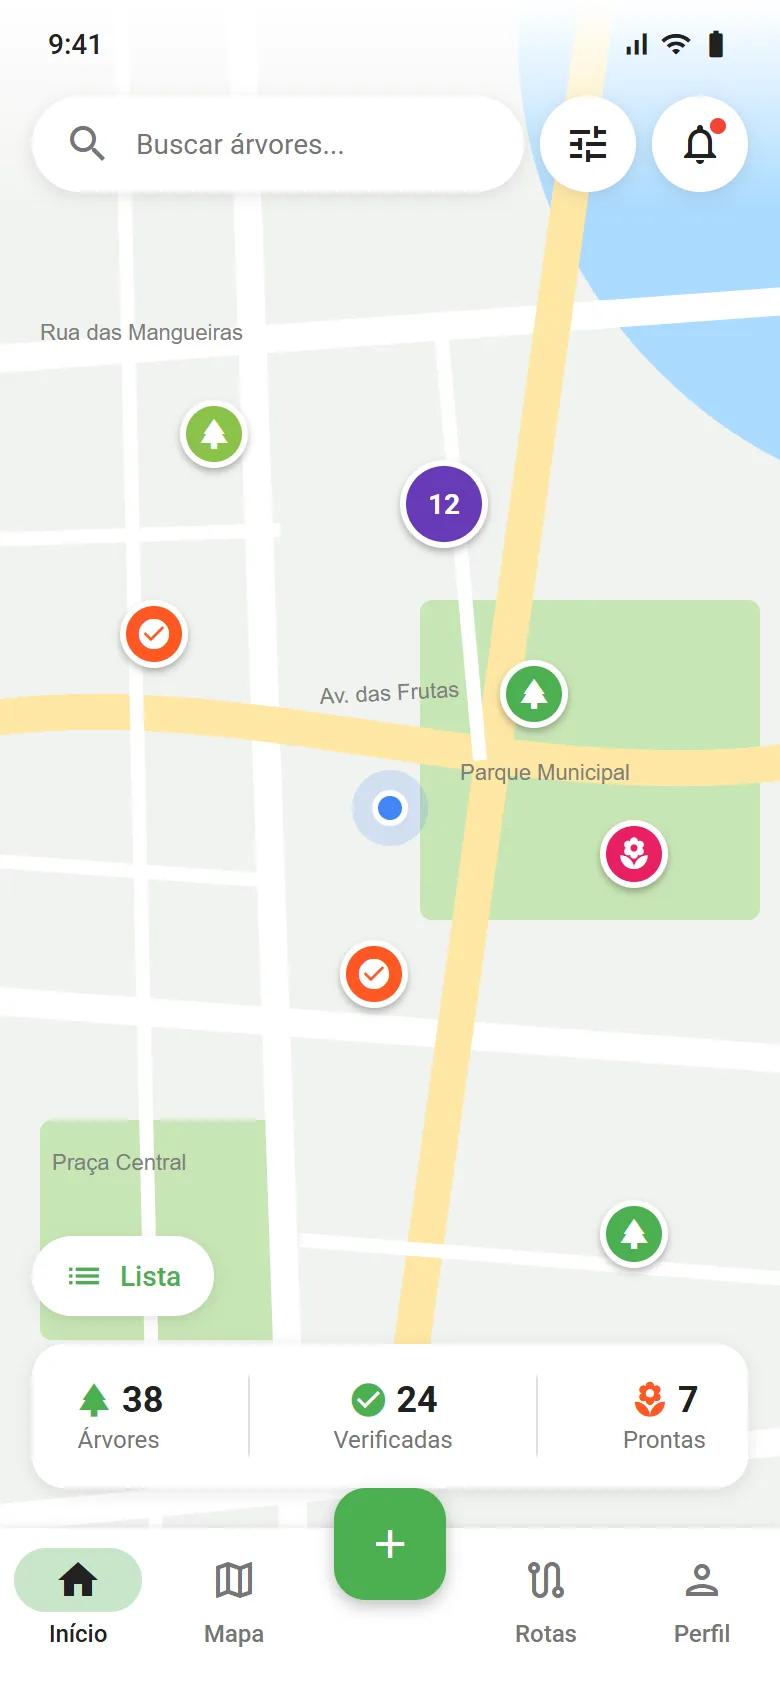 9:41
Buscar árvores...
Rua das Mangueiras
12
Av. das Frutas
Parque Municipal
Praça Central
Lista
38
Árvores
24
Verificadas
7
Prontas
Início
Mapa
Rotas
Perfil